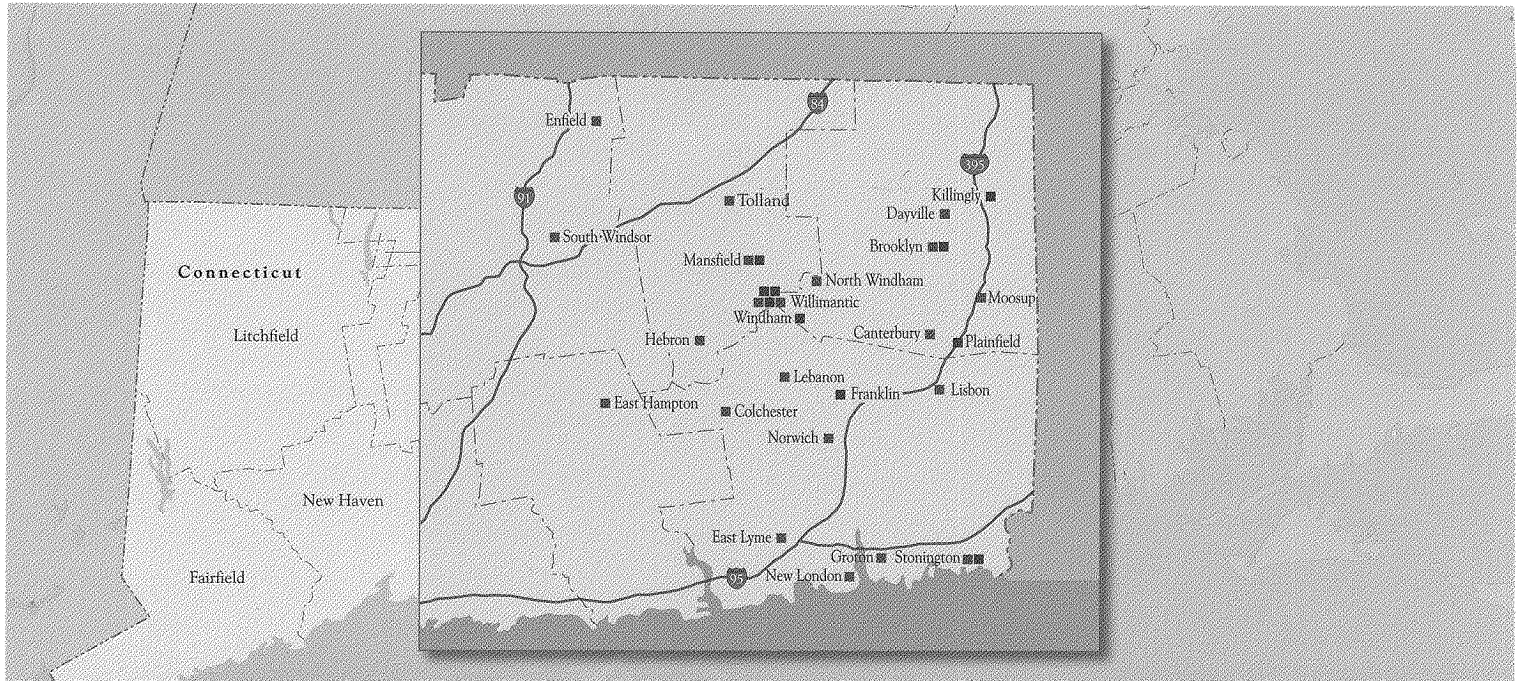 84
Enfield
395
91
Killingly
Tolland
Dayville
South Windsor
Brooklyn
Mansfield
Connecticut
North Windham
Moosup
Willimantic
Windham
Litchfield
Canterbury
Hebron
Plainfield
Lebanon
Franklin
Lisbon
East Hampton
Colchester
Norwich
New Haven
East Lyme
Groton
Stonington
Fairfield
95
New London